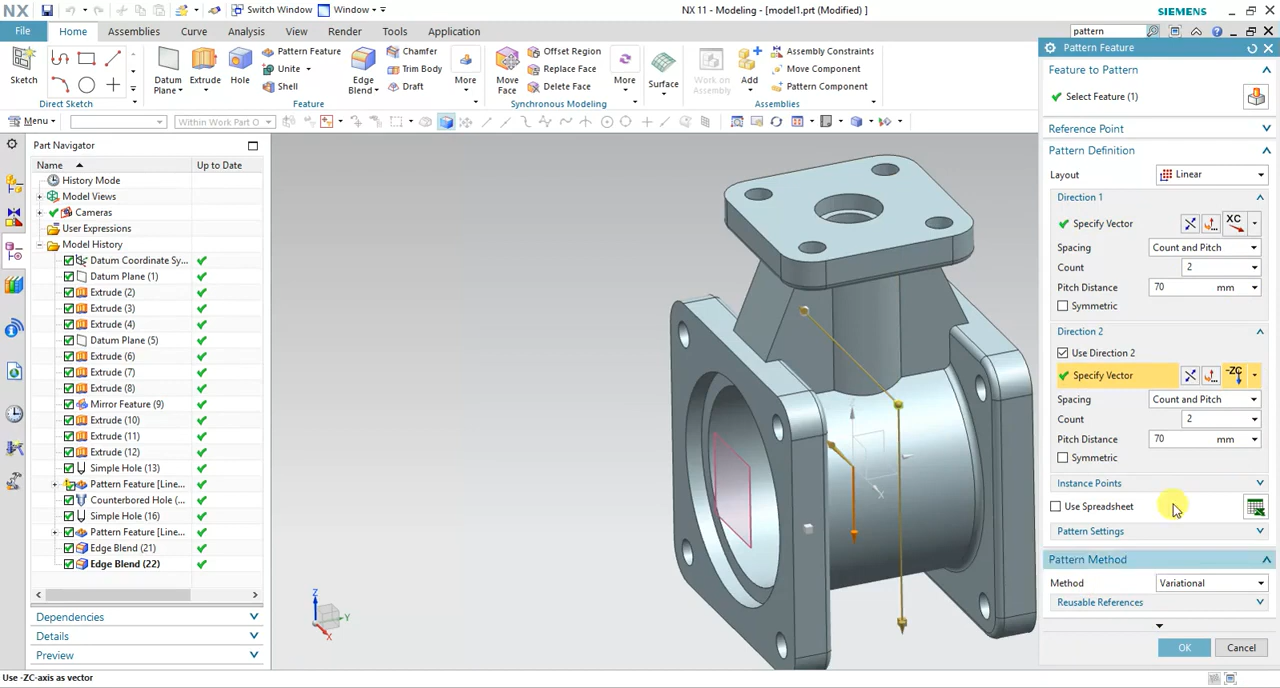 NX
Switch Window
Window
NX 11 - Modeling - [model1.prt (Modified) ]
SIEMENS
File
Home
Assemblies
Curve
Analysis
View
Render
Tools
Application
pattern
Sketch
Direct Sketch
Datum Plane
Extrude
Hole
Pattern Feature
Unite
Shell
Edge Blend
Chamfer
Trim Body
Draft
More
Feature
Move Face
Offset Region
Replace Face
Delete Face
More
Synchronous Modeling
Surface
Work on Assembly
Add
Assembly Constraints
Move Component
Pattern Component
Assemblies
Menu
Within Work Part O
Part Navigator
Name
Up to Date
History Mode
Model Views
Cameras
User Expressions
Model History
Datum Coordinate Sy...
Datum Plane (1)
Extrude (2)
Extrude (3)
Extrude (4)
Datum Plane (5)
Extrude (6)
Extrude (7)
Extrude (8)
Mirror Feature (9)
Extrude (10)
Extrude (11)
Extrude (12)
Simple Hole (13)
Pattern Feature [Line...
Counterbored Hole (...
Simple Hole (16)
Pattern Feature [Line...
Edge Blend (21)
Edge Blend (22)
Dependencies
Details
Preview
Use -ZC-axis as vector
Z
Y
X
X
Pattern Feature
Feature to Pattern
Select Feature (1)
Reference Point
Pattern Definition
Layout
Linear
Direction 1
Specify Vector
XC
Spacing
Count and Pitch
Count
2
Pitch Distance
70 mm
Symmetric
Direction 2
Use Direction 2
Specify Vector
-ZC
Spacing
Count and Pitch
Count
2
Pitch Distance
70 mm
Symmetric
Instance Points
Use Spreadsheet
Pattern Settings
Pattern Method
Method
Variational
Reusable References
OK
Cancel